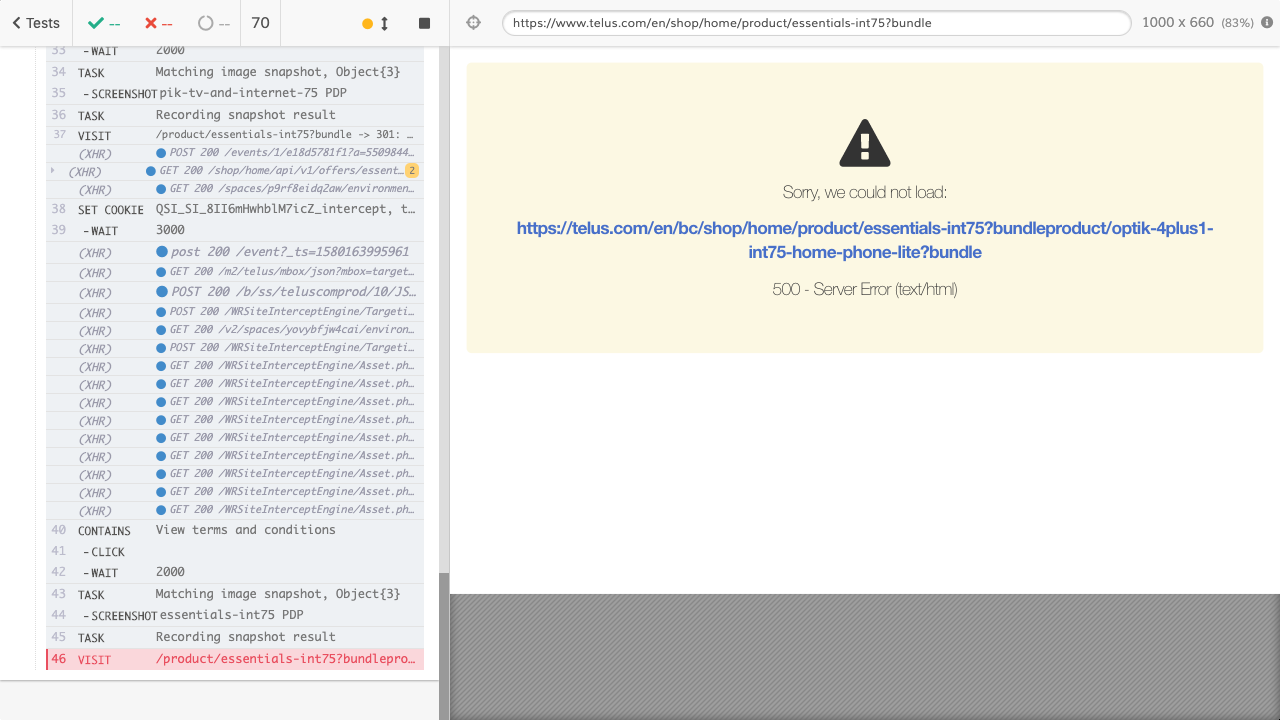 Tests
--
--
--
70
https://www.telus.com/en/shop/home/product/essentials-int75?bundle
1000 x 660 (83%)
33 -WAIT 2000
34 TASK Matching image snapshot, Object{3}
35 -SCREENSHOT pik-tv-and-internet-75 PDP
36 TASK Recording snapshot result
37 VISIT /product/essentials-int75?bundle -> 301: …
(XHR) POST 200 /events/1/e18d5781f1?a=5509844…
(XHR) GET 200 /shop/home/api/v1/offers/essent… 2
(XHR) GET 200 /spaces/p9rf8eidq2aw/environmen…
38 SET COOKIE QSI_SI_8II6mHwhblM7icZ_intercept, t…
39 -WAIT 3000
(XHR) post 200 /event?_ts=1580163995961
(XHR) GET 200 /m2/telus/mbox/json?mbox=target…
(XHR) POST 200 /b/ss/teluscomprod/10/JS…
(XHR) POST 200 /WRSiteInterceptEngine/Targeti…
(XHR) GET 200 /v2/spaces/yovybfjw4cai/environ…
(XHR) POST 200 /WRSiteInterceptEngine/Targeti…
(XHR) GET 200 /WRSiteInterceptEngine/Asset.ph…
(XHR) GET 200 /WRSiteInterceptEngine/Asset.ph…
(XHR) GET 200 /WRSiteInterceptEngine/Asset.ph…
(XHR) GET 200 /WRSiteInterceptEngine/Asset.ph…
(XHR) GET 200 /WRSiteInterceptEngine/Asset.ph…
(XHR) GET 200 /WRSiteInterceptEngine/Asset.ph…
(XHR) GET 200 /WRSiteInterceptEngine/Asset.ph…
(XHR) GET 200 /WRSiteInterceptEngine/Asset.ph…
(XHR) GET 200 /WRSiteInterceptEngine/Asset.ph…
40 CONTAINS View terms and conditions
41 -CLICK
42 -WAIT 2000
43 TASK Matching image snapshot, Object{3}
44 -SCREENSHOT essentials-int75 PDP
45 TASK Recording snapshot result
46 VISIT /product/essentials-int75?bundlepro…
Sorry, we could not load:
https://telus.com/en/bc/shop/home/product/essentials-int75?bundleproduct/optik-4plus1-
int75-home-phone-lite?bundle
500 - Server Error (text/html)